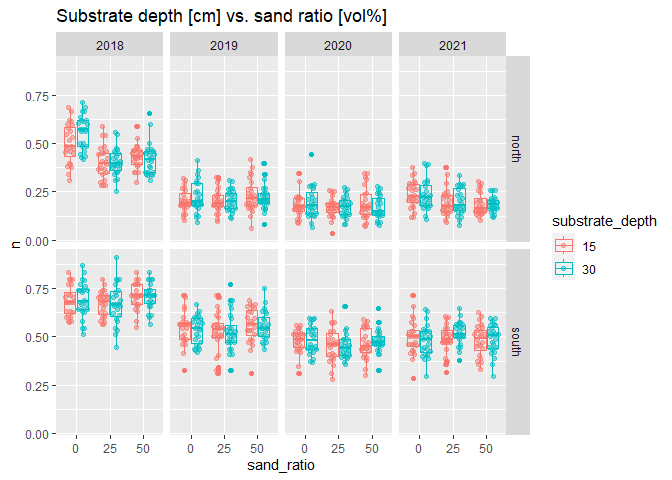 Substrate depth [cm] vs. sand ratio [vol%]
2018 2019 2020 2021
0.75
0.50
0.25
0.00
north
n
0.75
0.50
0.25
0.00
south
0 25 50 0 25 50 0 25 50 0 25 50
sand_ratio
substrate_depth
15
30